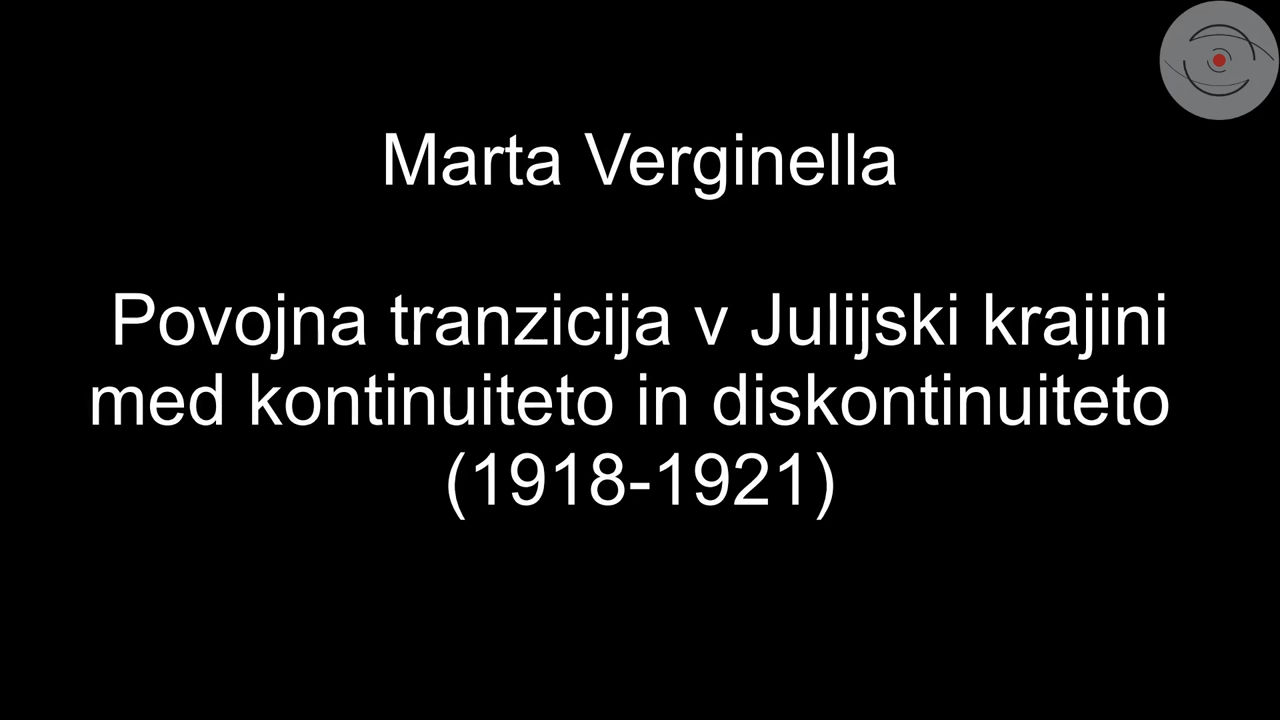 Marta Verginella
Povojna tranzicija v Julijski krajini
med kontinuiteto in diskontinuiteto
(1918-1921)